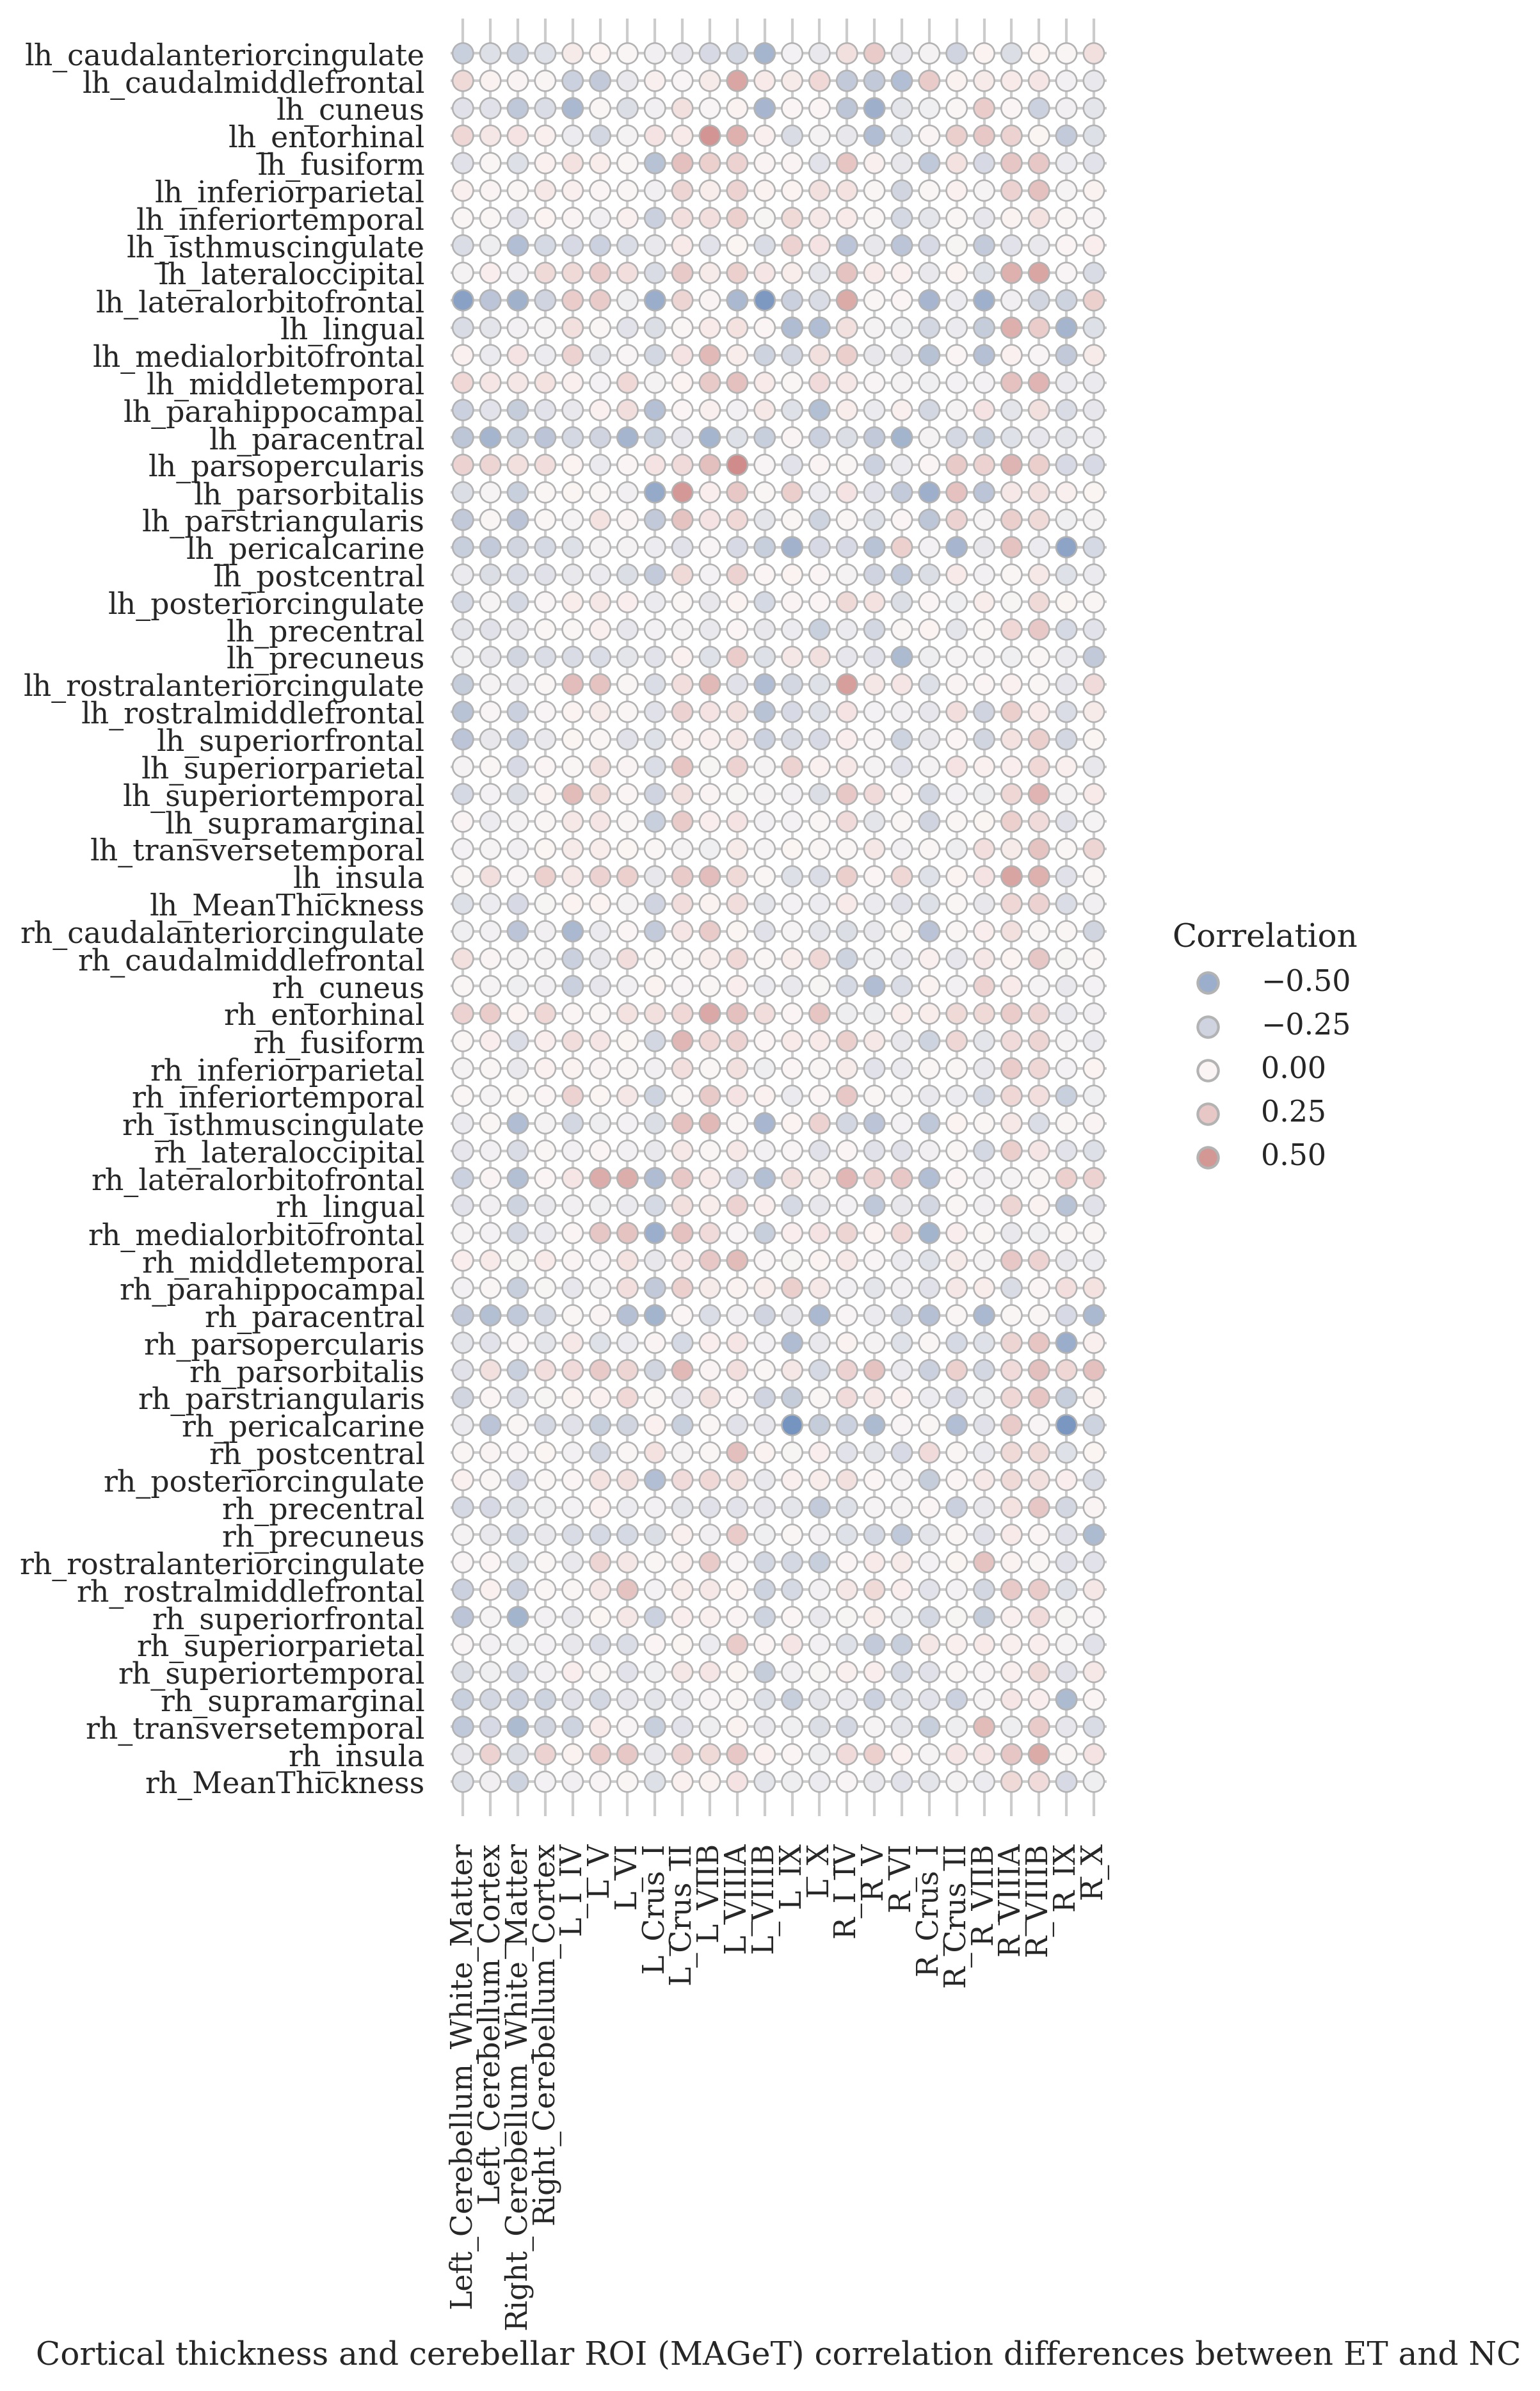 lh_caudalanteriorcingulate
lh_caudalmiddlefrontal
lh_cuneus
lh_entorhinal
lh_fusiform
lh_inferiorparietal
lh_inferiortemporal
lh_isthmuscingulate
lh_lateraloccipital
lh_lateralorbitofrontal
lh_lingual
lh_medialorbitofrontal
lh_middletemporal
lh_parahippocampal
lh_paracentral
lh_parsopercularis
lh_parsorbitalis
lh_parstriangularis
lh_pericalcarine
lh_postcentral
lh_posteriorcingulate
lh_precentral
lh_precuneus
lh_rostralanteriorcingulate
lh_rostralmiddlefrontal
lh_superiorfrontal
lh_superiorparietal
lh_superiortemporal
lh_supramarginal
lh_transversetemporal
lh_insula
lh_MeanThickness
rh_caudalanteriorcingulate
rh_caudalmiddlefrontal
rh_cuneus
rh_entorhinal
rh_fusiform
rh_inferiorparietal
rh_inferiortemporal
rh_isthmuscingulate
rh_lateraloccipital
rh_lateralorbitofrontal
rh_lingual
rh_medialorbitofrontal
rh_middletemporal
rh_parahippocampal
rh_paracentral
rh_parsopercularis
rh_parsorbitalis
rh_parstriangularis
rh_pericalcarine
rh_postcentral
rh_posteriorcingulate
rh_precentral
rh_precuneus
rh_rostralanteriorcingulate
rh_rostralmiddlefrontal
rh_superiorfrontal
rh_superiorparietal
rh_superiortemporal
rh_supramarginal
rh_transversetemporal
rh_insula
rh_MeanThickness
Correlation
−0.50
−0.25
0.00
0.25
0.50
Left_Cerebellum_White_Matter
Left_Cerebellum_Cortex
Right_Cerebellum_White_Matter
Right_Cerebellum_Cortex
L_I_IV
L_V
L_VI
L_Crus_I
L_Crus_II
L_VIIB
L_VIIIA
L_VIIIB
L_IX
L_X
R_I_IV
R_V
R_VI
R_Crus_I
R_Crus_II
R_VIIB
R_VIIIA
R_VIIIB
R_IX
R_X
Cortical thickness and cerebellar ROI (MAGeT) correlation differences between ET and NC